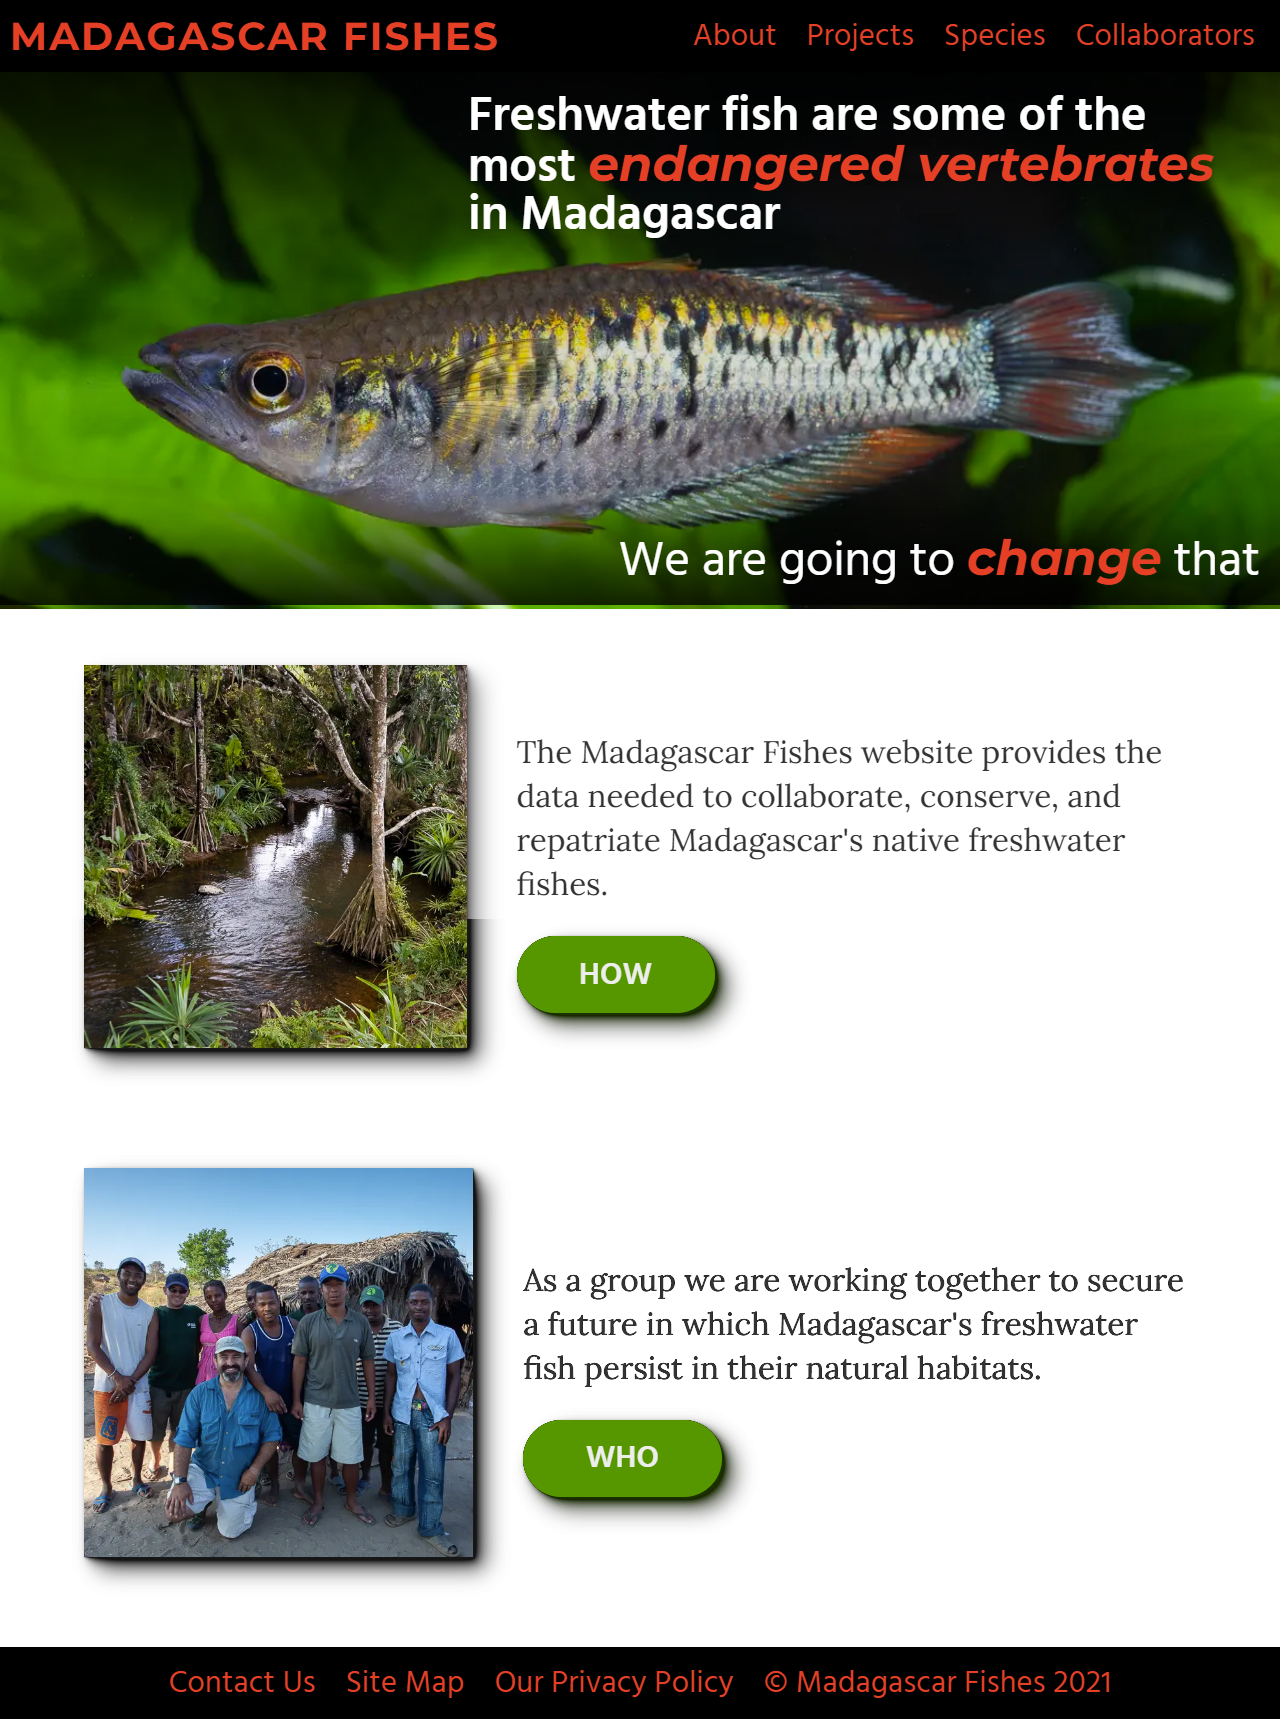 MADAGASCAR FISHES
About Projects Species Collaborators
Freshwater fish are some of the
most endangered vertebrates
in Madagascar
We are going to change that
The Madagascar Fishes website provides the
data needed to collaborate, conserve, and
repatriate Madagascar's native freshwater
fishes.
HOW
As a group we are working together to secure
a future in which Madagascar's freshwater
fish persist in their natural habitats.
WHO
Contact Us Site Map Our Privacy Policy © Madagascar Fishes 2021